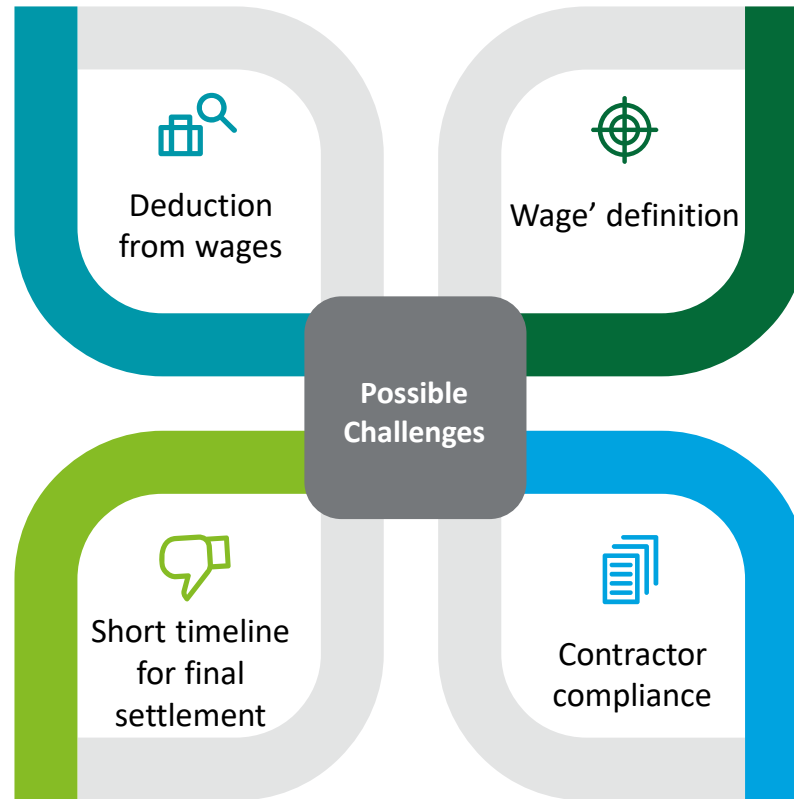 Deduction
from wages
Wage’ definition
Possible
Challenges
Short timeline
for final
settlement
Contractor
compliance